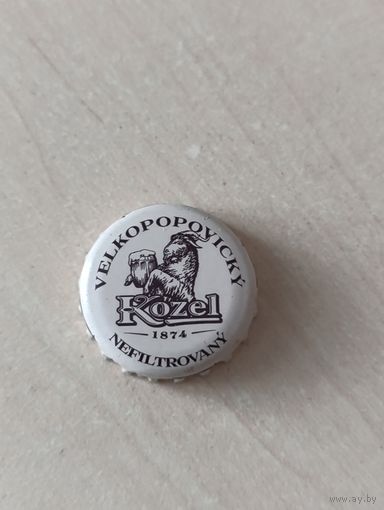 VELKOPOPOVICKÝ
Kozel
1874
NEFILTROVANÝ
www.ay.by